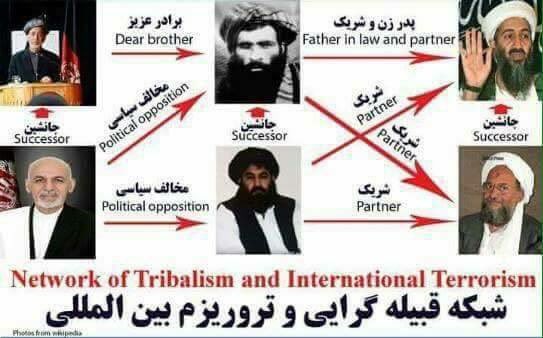 برادر عزیز
Dear brother
پدر زن و شریک
Father in law and partner
مخالف سیاسی
Political opposition
شریک
Partner
شریک
Partner
جانشین
Successor
جانشین
Successor
جانشین
Successor
مخالف سیاسی
Political opposition
شریک
Partner
Network of Tribalism and International Terrorism
شبکه قبیله گرایی و تروریزم بین المللی
Photos from wikipedia